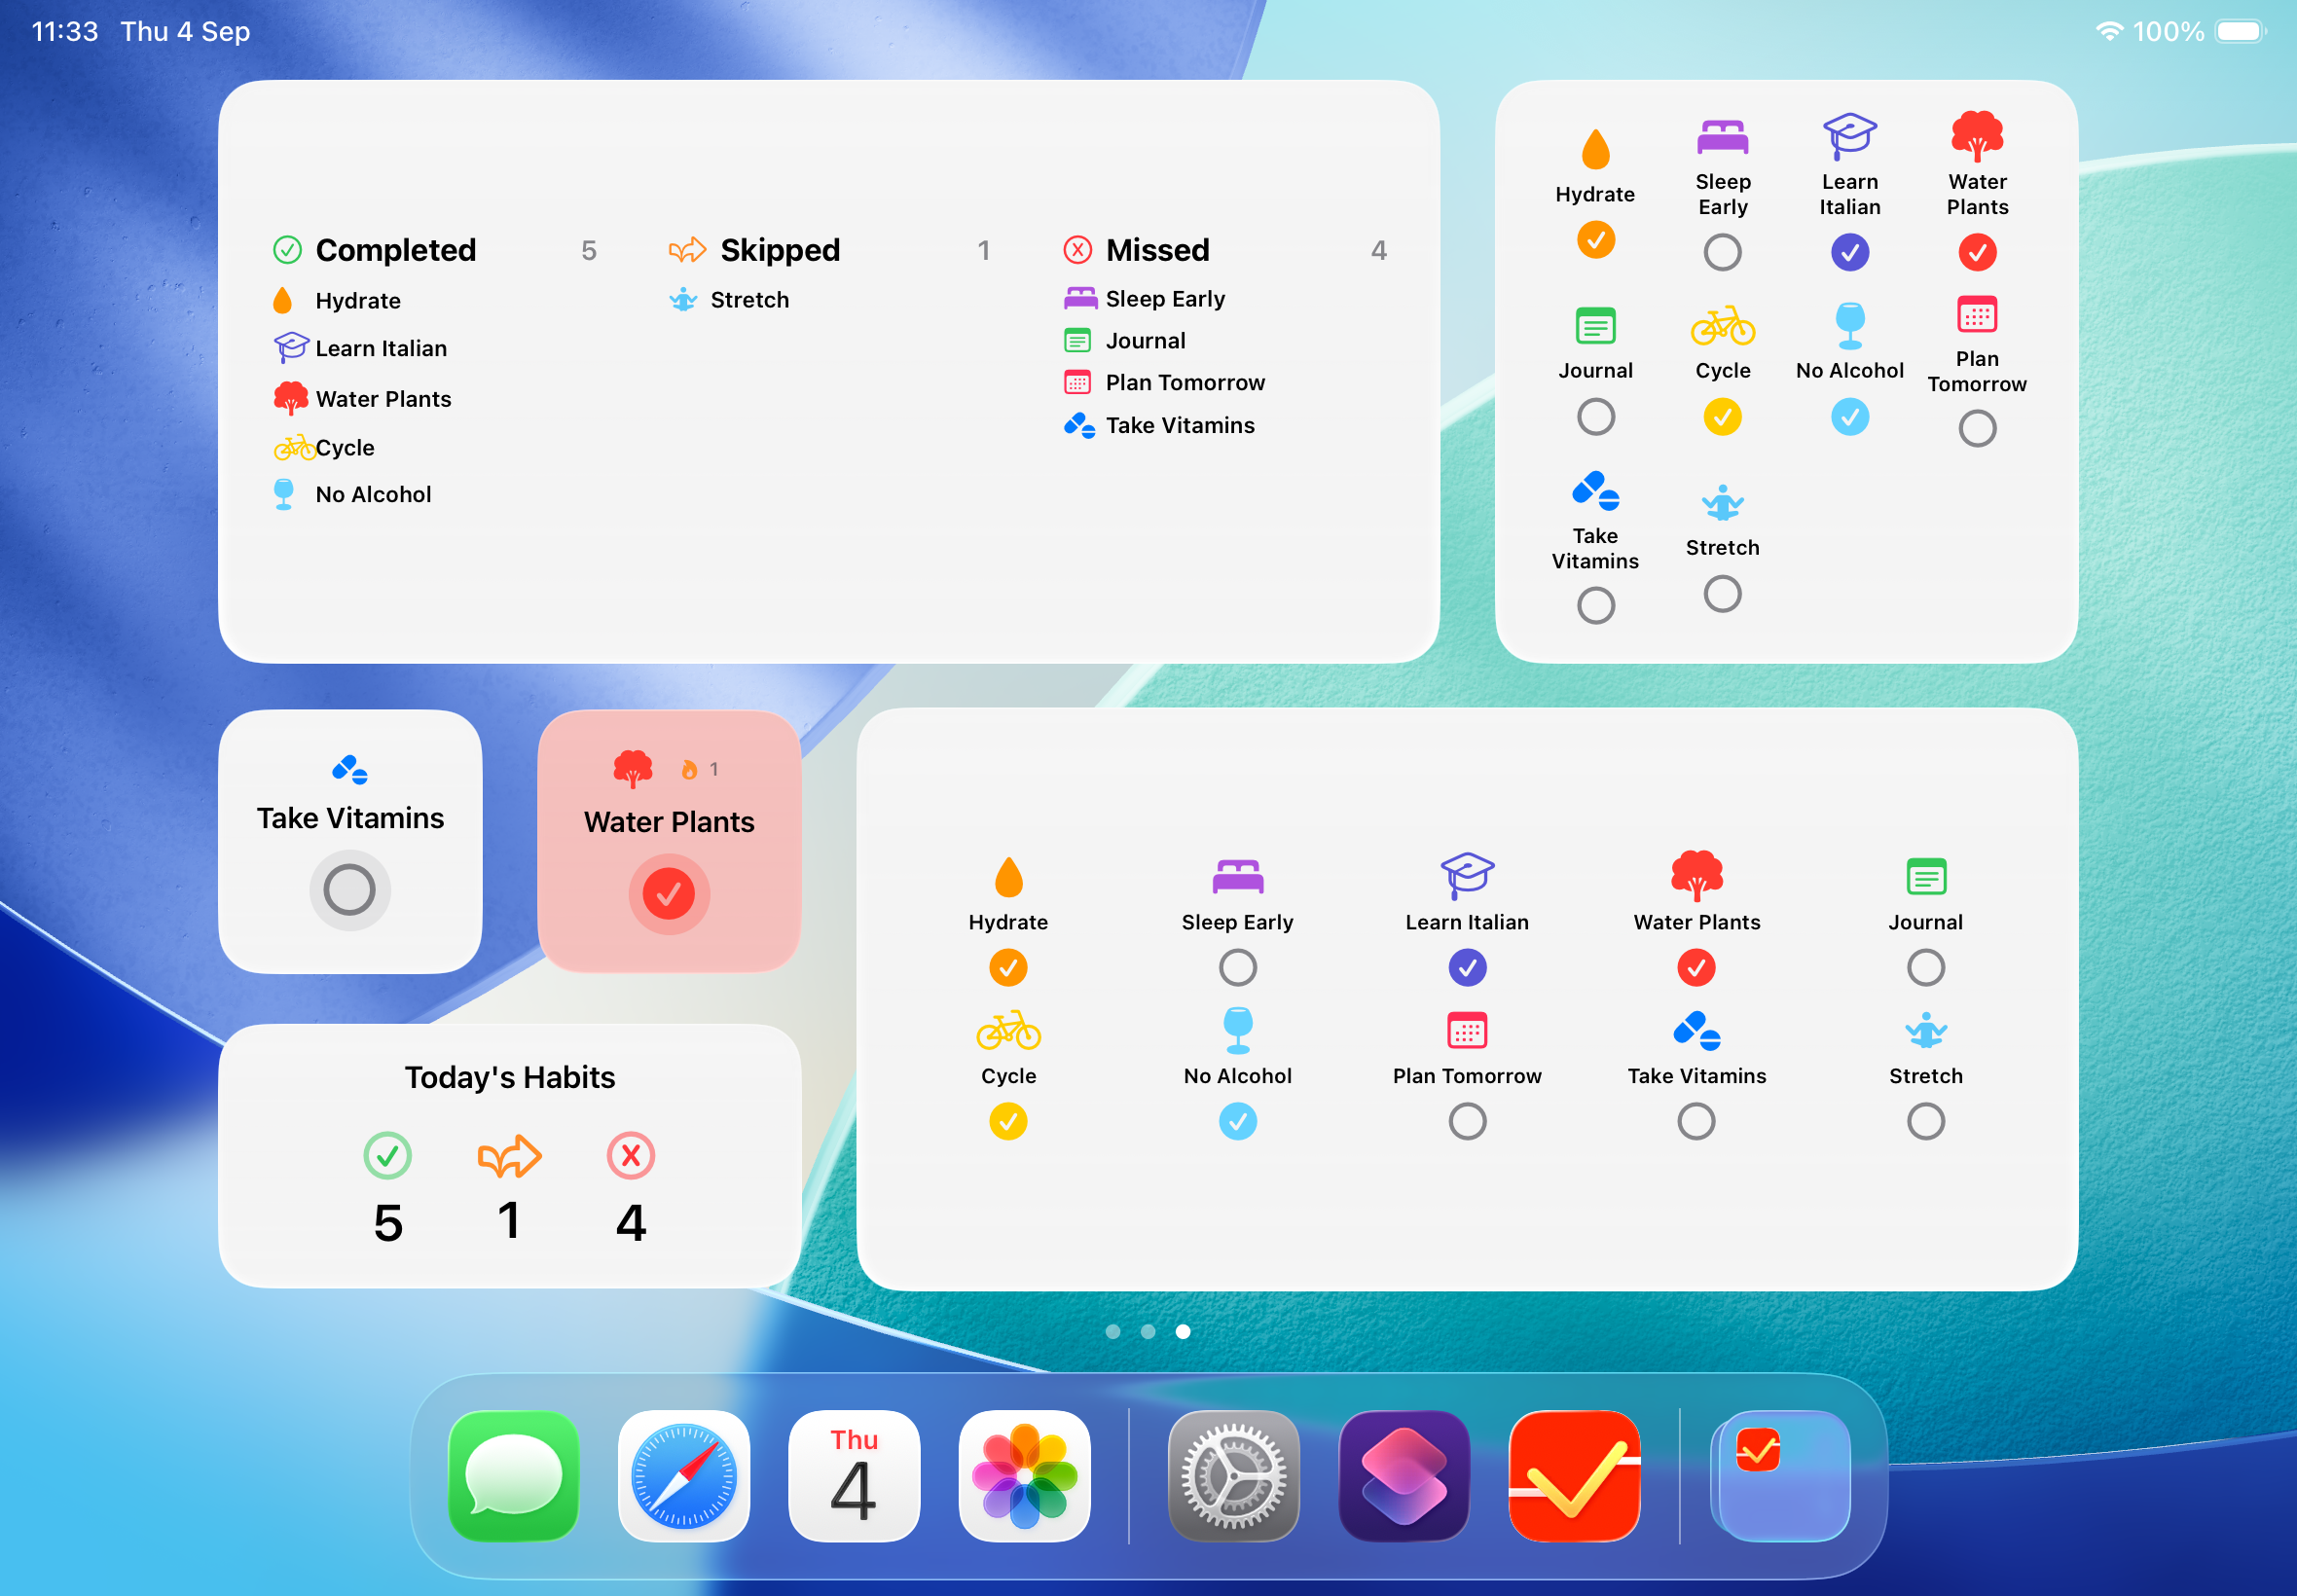 11:33 Thu 4 Sep
100%
Completed 5
Hydrate
Learn Italian
Water Plants
Cycle
No Alcohol
Skipped 1
Stretch
Missed 4
Sleep Early
Journal
Plan Tomorrow
Take Vitamins
Hydrate
Sleep
Early
Learn
Italian
Water
Plants
Journal
Cycle
No Alcohol
Plan
Tomorrow
Take
Vitamins
Stretch
Take Vitamins
1
Water Plants
Today's Habits
5 1 4
Hydrate
Sleep Early
Learn Italian
Water Plants
Journal
Cycle
No Alcohol
Plan Tomorrow
Take Vitamins
Stretch
Thu
4